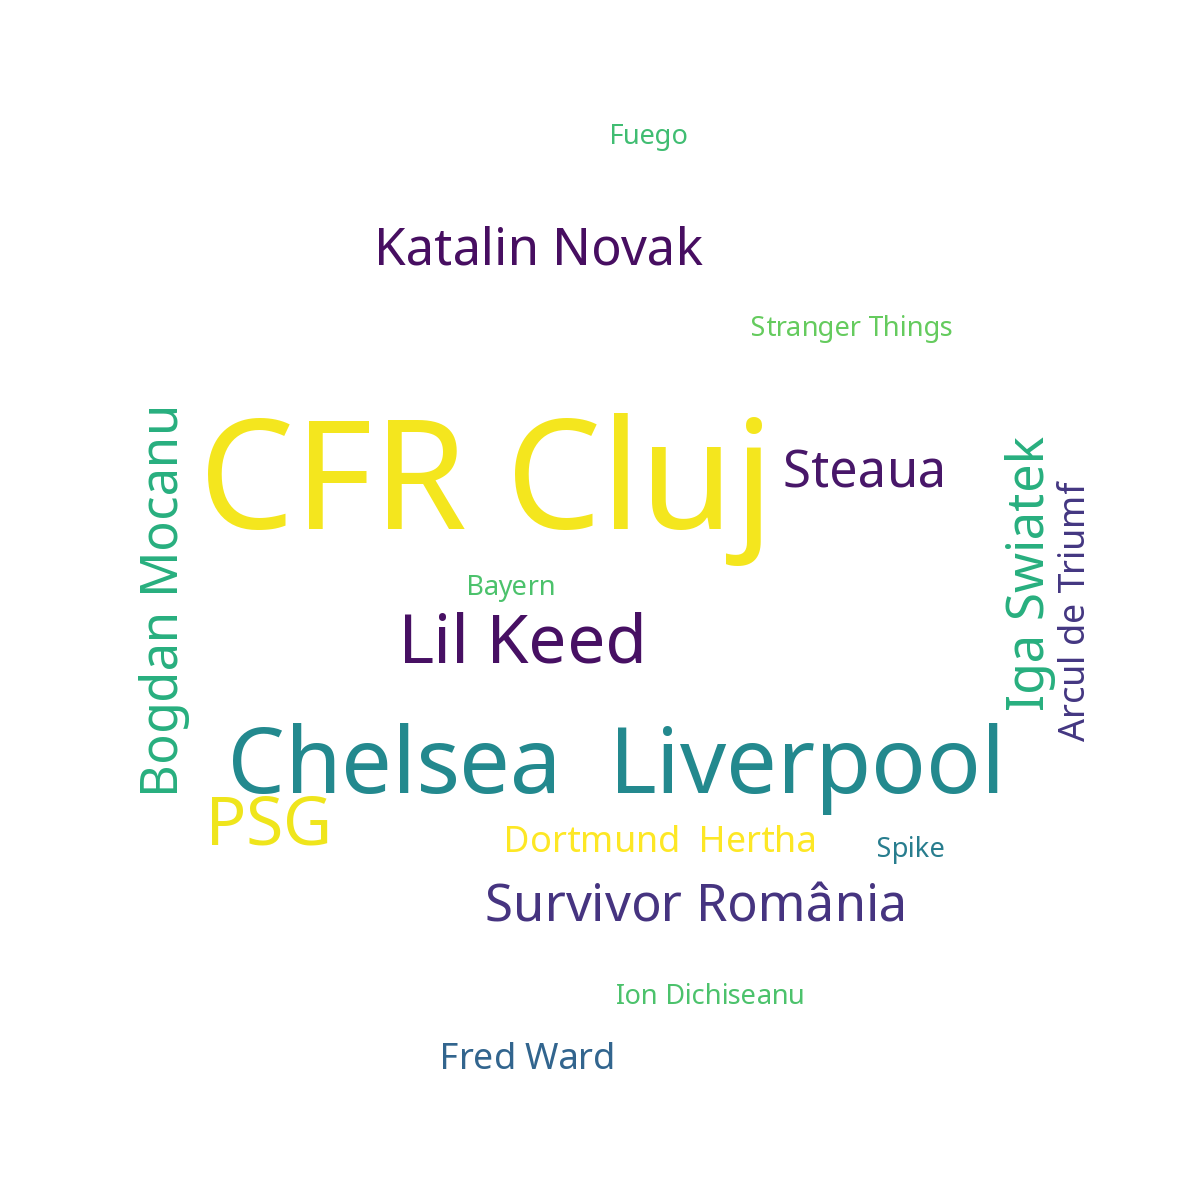 Fuego
Katalin Novak
Stranger Things
CFR Cluj
Steaua
Bogdan Mocanu
Iga Swiatek
Arcul de Triumf
Bayern
Lil Keed
Chelsea
Liverpool
PSG
Dortmund
Hertha
Spike
Survivor România
Ion Dichiseanu
Fred Ward